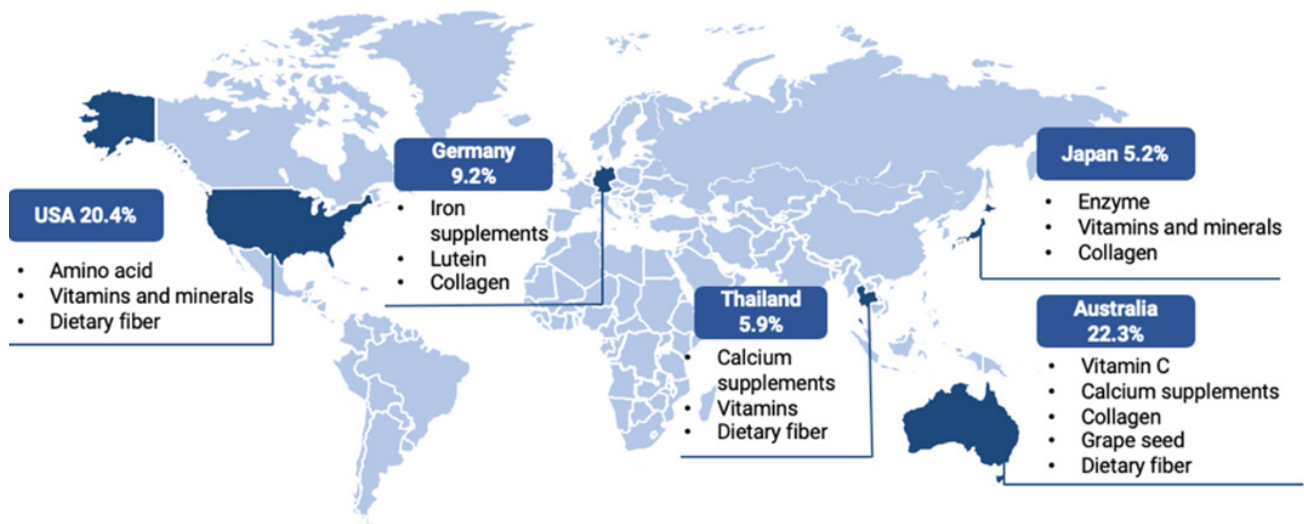 USA 20.4%
• Amino acid
• Vitamins and minerals
• Dietary fiber
Germany
9.2%
• Iron
supplements
• Lutein
• Collagen
Thailand
5.9%
• Calcium
supplements
• Vitamins
• Dietary fiber
Japan 5.2%
• Enzyme
• Vitamins and minerals
• Collagen
Australia
22.3%
• Vitamin C
• Calcium supplements
• Collagen
• Grape seed
• Dietary fiber